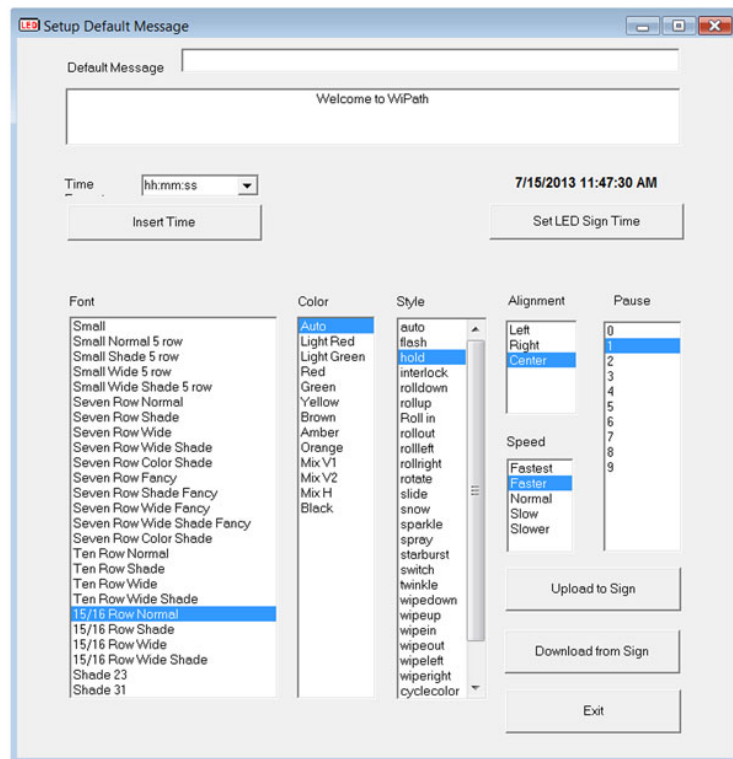 LED Setup Default Message
Default Message
Welcome to WiPath
Time hh:mm:ss 7/15/2013 11:47:30 AM
Insert Time Set LED Sign Time
Font
Small
Small Normal 5 row
Small Shade 5 row
Small Wide 5 row
Small Wide Shade 5 row
Seven Row Normal
Seven Row Shade
Seven Row Wide
Seven Row Wide Shade
Seven Row Color Shade
Seven Row Fancy
Seven Row Shade Fancy
Seven Row Wide Fancy
Seven Row Wide Shade Fancy
Seven Row Color Shade
Ten Row Normal
Ten Row Shade
Ten Row Wide
Ten Row Wide Shade
15/16 Row Normal
15/16 Row Shade
15/16 Row Wide
15/16 Row Wide Shade
Shade 23
Shade 31
Color
Auto
Light Red
Light Green
Red
Green
Yellow
Brown
Amber
Orange
Mix V1
Mix V2
Mix H
Black
Style
auto
flash
hold
interlock
rolldown
rollup
Roll in
rollout
rollleft
rollright
rotate
slide
snow
sparkle
spray
starburst
switch
twinkle
wipedown
wipeup
wipein
wipeout
wipeleft
wiperight
cyclecolor
Alignment
Left
Right
Center
Speed
Fastest
Faster
Normal
Slow
Slower
Pause
0
1
2
3
4
5
6
7
8
9
Upload to Sign
Download from Sign
Exit